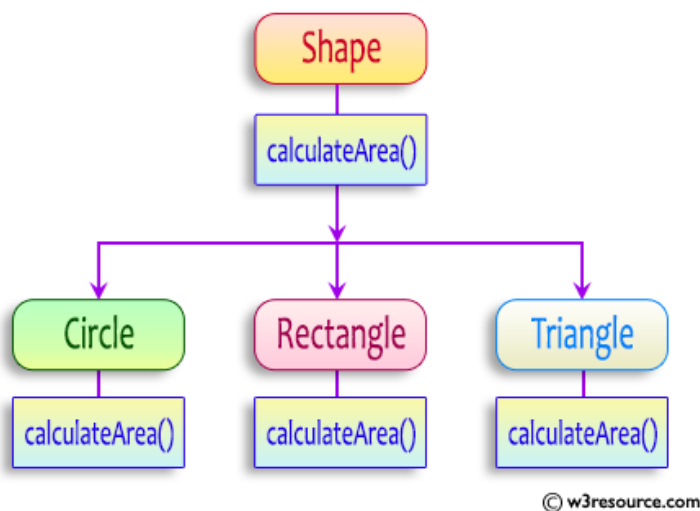 Shape
calculateArea()
Circle
Rectangle
Triangle
calculateArea()
calculateArea()
calculateArea()
© w3resource.com